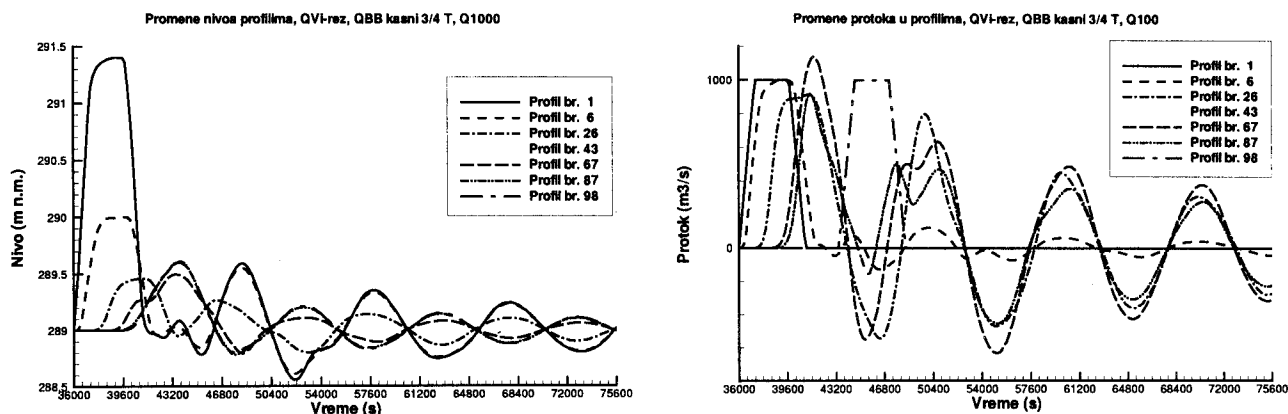 Promene nivoa profilima, QVi-rez, QBB kasni 3/4 T, Q1000
291.5
291
290.5
290
289.5
289
288.5
Nivo (m n.m.)
Profil br. 1
Profil br. 6
Profil br. 26
Profil br. 43
Profil br. 67
Profil br. 87
Profil br. 98
36000 39600 43200 46800 50400 54000 57600 61200 64800 68400 72000 75600
Vreme (s)
Promene protoka u profilima, QVi-rez, QBB kasni 3/4 T, Q100
1000
0
Protok (m3/s)
Profil br. 1
Profil br. 6
Profil br. 26
Profil br. 43
Profil br. 67
Profil br. 87
Profil br. 98
36000 39600 43200 46800 50400 54000 57600 61200 64800 68400 72000 75600
Vreme (s)